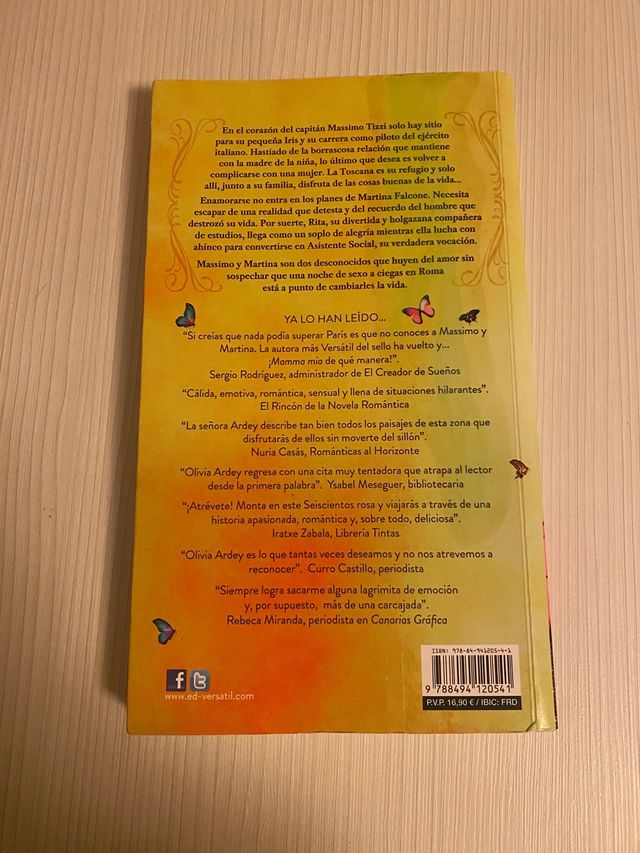 En el corazón del capitán Massimo Tizzi solo hay sitio
para su pequeña Iris y su carrera como piloto del ejército
italiano. Hastiado de la borrascosa relación que mantiene
con la madre de la niña, lo último que desea es volver a
complicarse con una mujer. La Toscana es su refugio y solo
allí, junto a su familia, disfruta de las cosas buenas de la vida...
Enamorarse no entra en los planes de Martina Falcone. Necesita
escapar de una realidad que detesta y del recuerdo del hombre que
destrozó su vida. Por suerte, Rita, su divertida y holgazana compañera
de estudios, llega como un soplo de alegría mientras ella lucha con
ahínco para convertirse en Asistente Social, su verdadera vocación.
Massimo y Martina son dos desconocidos que huyen del amor sin
sospechar que una noche de sexo a ciegas en Roma
está a punto de cambiarles la vida.
YA LO HAN LEÍDO...
“Si creías que nada podía superar París es que no conoces a Massimo y
Martina. La autora más Versátil del sello ha vuelto y...
¡Mamma mia de qué manera!”.
Sergio Rodríguez, administrador de El Creador de Sueños
“Cálida, emotiva, romántica, sensual y llena de situaciones hilarantes”.
El Rincón de la Novela Romántica
“La señora Ardey describe tan bien todos los paisajes de esta zona que
disfrutarás de ellos sin moverte del sillón”.
Nuria Casás, Románticas al Horizonte
“Olivia Ardey regresa con una cita muy tentadora que atrapa al lector
desde la primera palabra”. Ysabel Meseguer, bibliotecaria
“¡Atrévete! Monta en este Seiscientos rosa y viajarás a través de una
historia apasionada, romántica y, sobre todo, deliciosa”.
Iratxe Zabala, Librería Tintas
“Olivia Ardey es lo que tantas veces deseamos y no nos atrevemos a
reconocer”. Curro Castillo, periodista
“Siempre logra sacarme alguna lagrimita de emoción
y, por supuesto, más de una carcajada”.
Rebeca Miranda, periodista en Canarias Gráfica
ISBN: 978-84-941205-4-1
9 788494 120541
P.V.P. 16,90 € / IBIC: FRD
www.ed-versatil.com